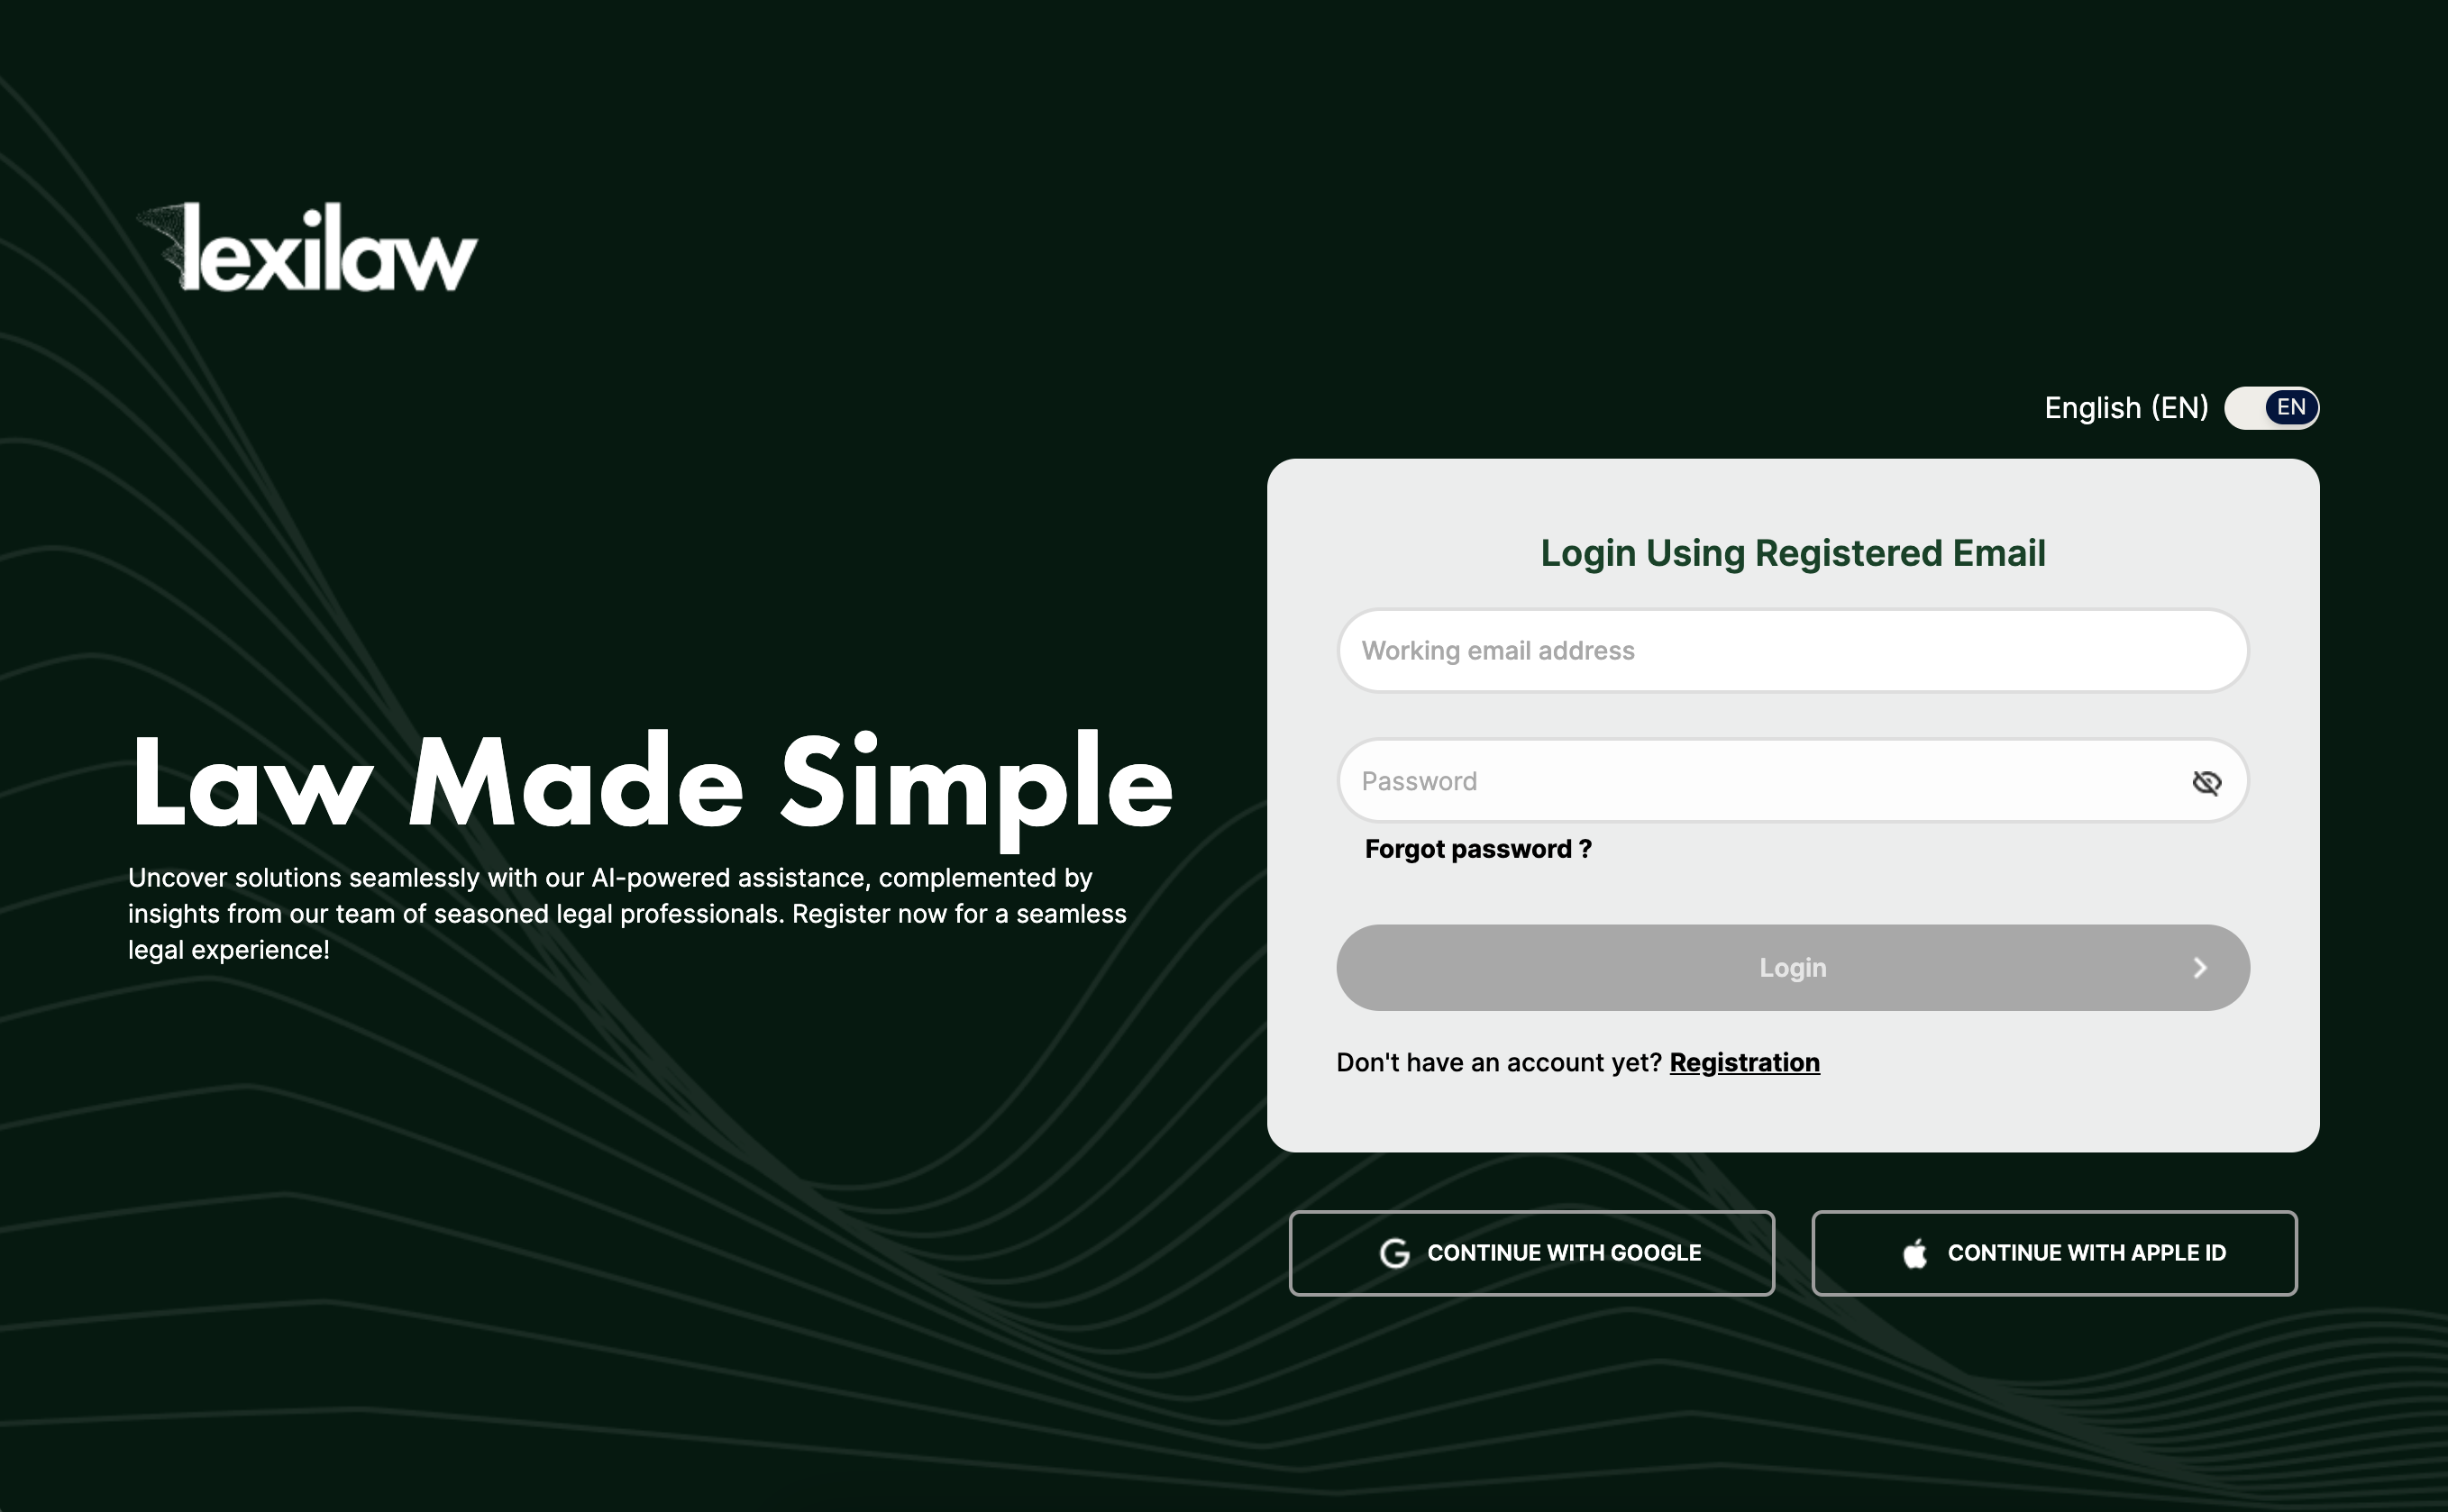 lexilaw
English (EN)
EN
Login Using Registered Email
Working email address
Password
Forgot password ?
Login
Don't have an account yet? Registration
Law Made Simple
Uncover solutions seamlessly with our AI-powered assistance, complemented by
insights from our team of seasoned legal professionals. Register now for a seamless
legal experience!
CONTINUE WITH GOOGLE
CONTINUE WITH APPLE ID